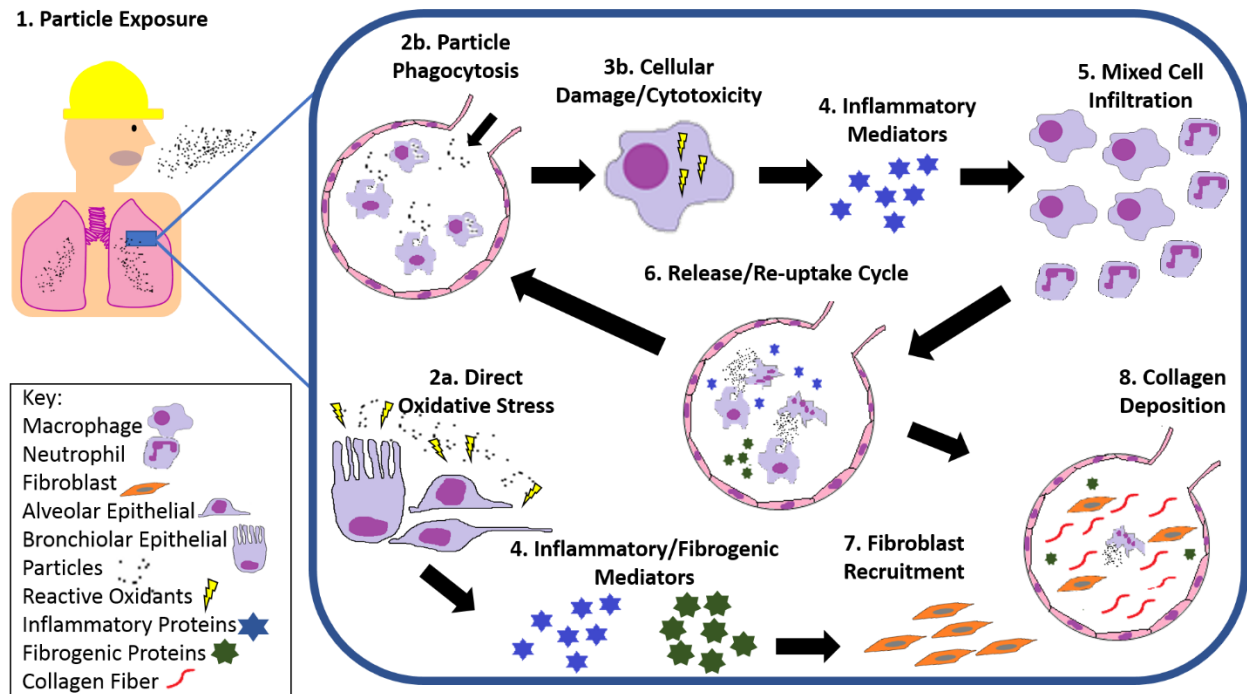 1. Particle Exposure
2b. Particle
Phagocytosis
3b. Cellular
Damage/Cytotoxicity
4. Inflammatory
Mediators
5. Mixed Cell
Infiltration
6. Release/Re-uptake Cycle
2a. Direct
Oxidative Stress
8. Collagen
Deposition
4. Inflammatory/Fibrogenic
Mediators
7. Fibroblast
Recruitment
Key:
Macrophage
Neutrophil
Fibroblast
Alveolar Epithelial
Bronchiolar Epithelial
Particles
Reactive Oxidants
Inflammatory Proteins
Fibrogenic Proteins
Collagen Fiber